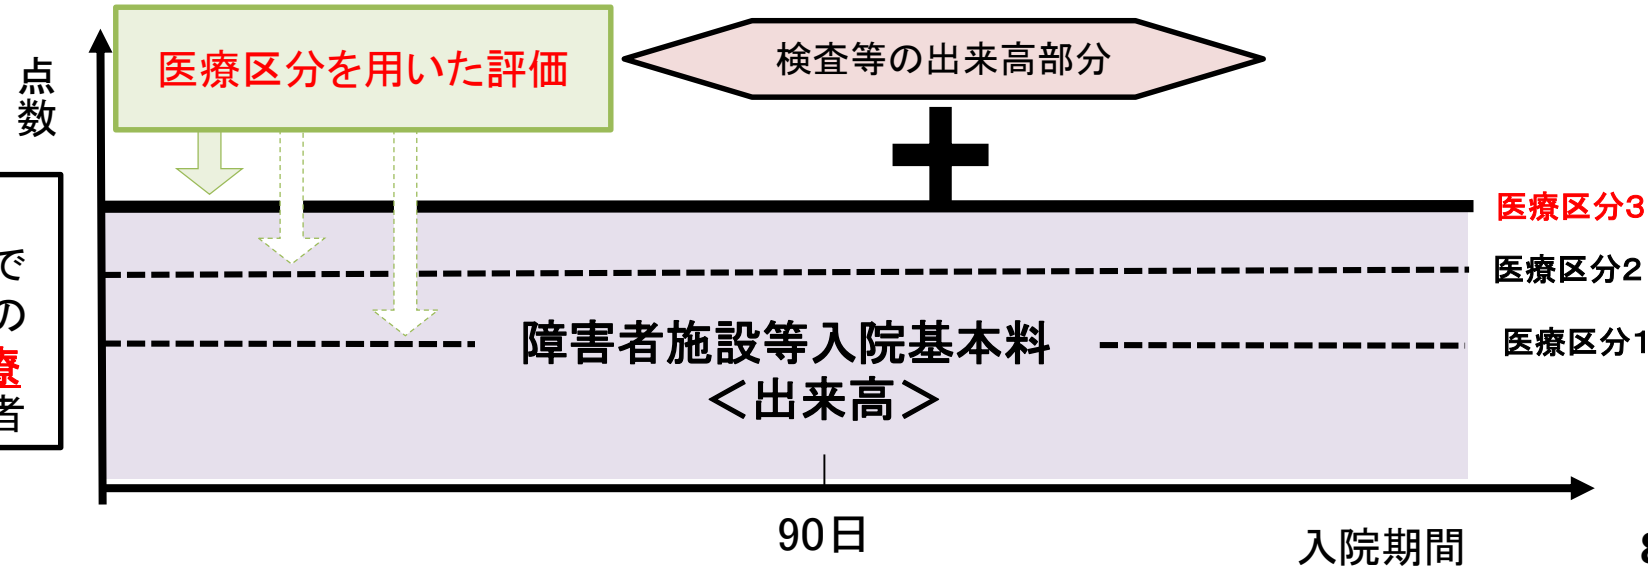 医療区分を用いた評価
検査等の出来高部分
点数
で
の
療
者
医療区分3
医療区分2
医療区分1
障害者施設等入院基本料
＜出来高＞
90日
入院期間